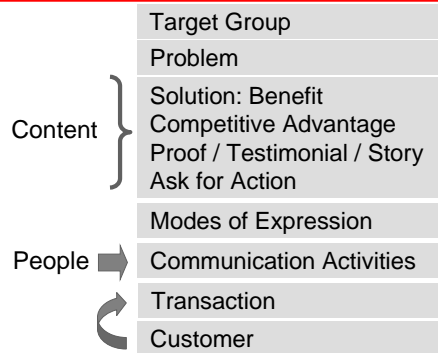 Target Group
Problem
Content
Solution: Benefit
Competitive Advantage
Proof / Testimonial / Story
Ask for Action
Modes of Expression
People
Communication Activities
Transaction
Customer